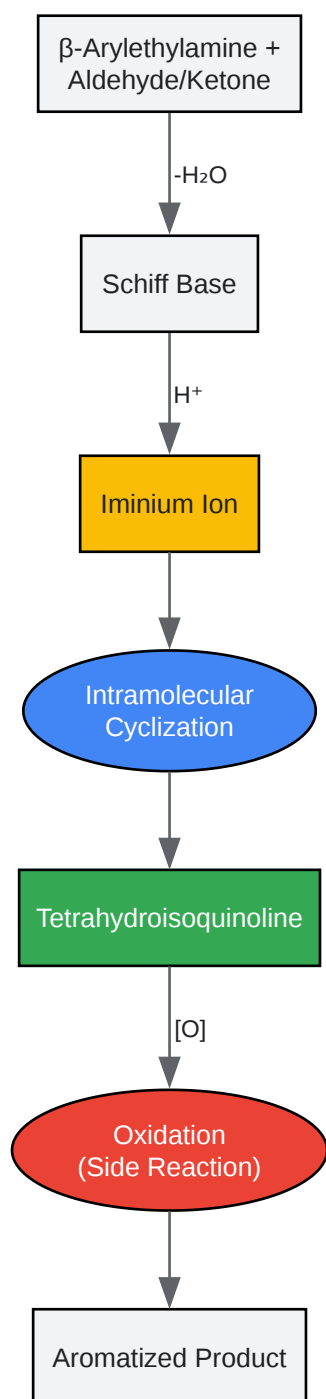 β-Arylethylamine +
Aldehyde/Ketone
-H₂O
Schiff Base
H⁺
Iminium Ion
Intramolecular
Cyclization
Tetrahydroisoquinoline
[O]
Oxidation
(Side Reaction)
Aromatized Product